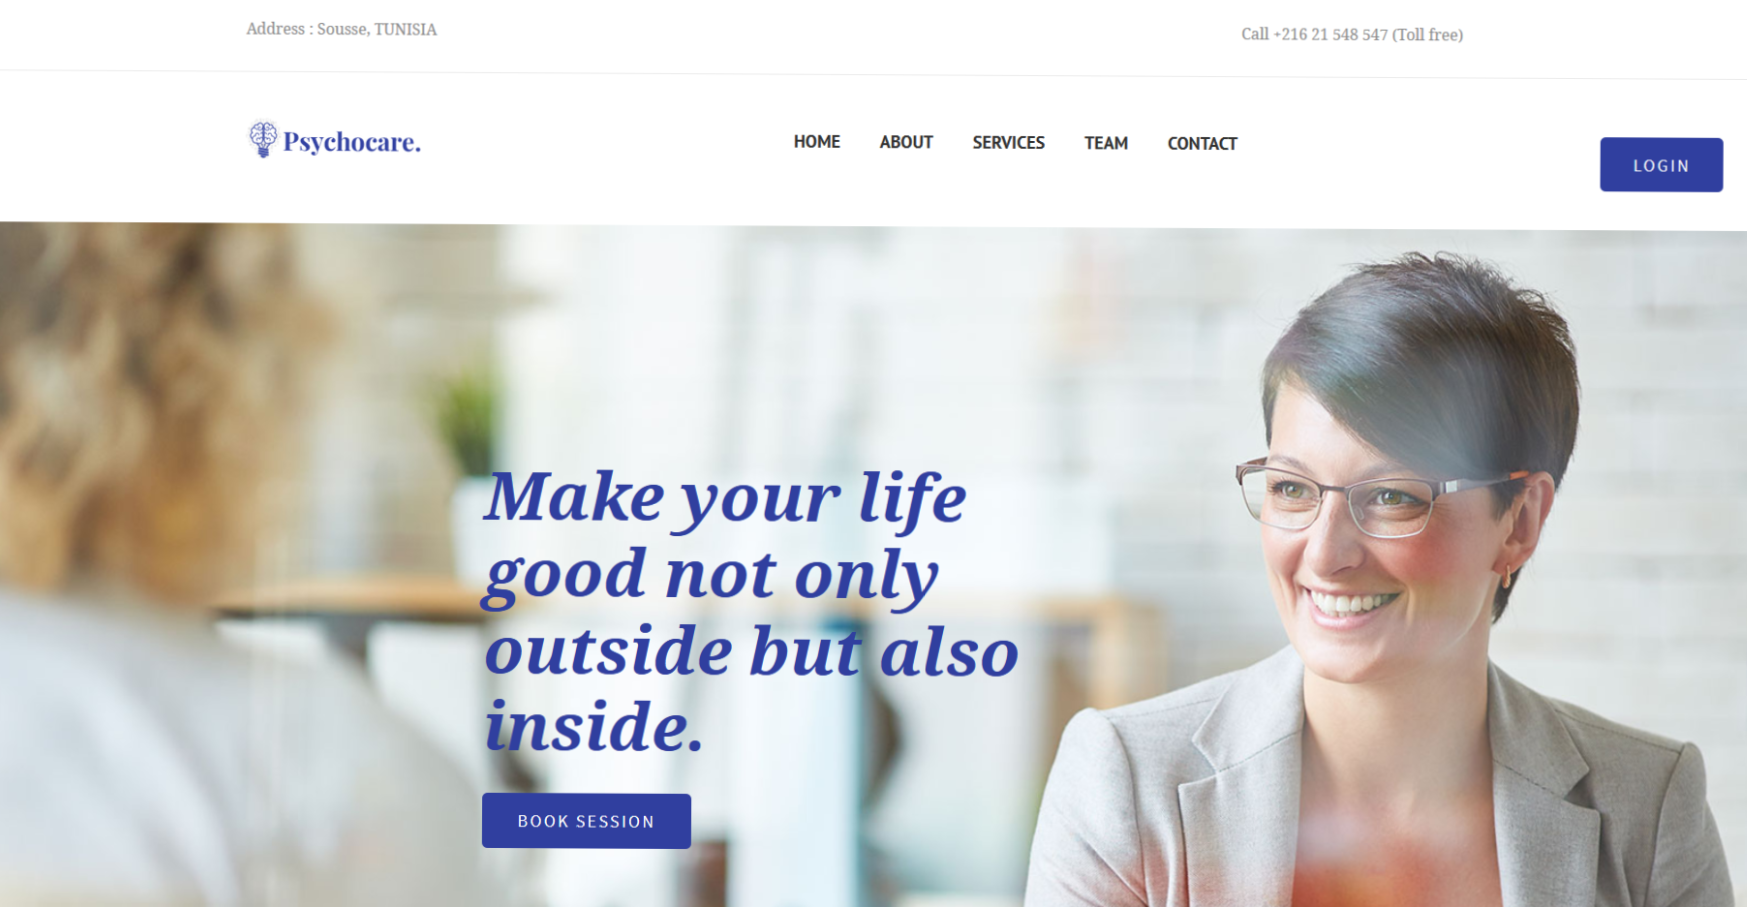 Address : Sousse, TUNISIA
Call +216 21 548 547 (Toll free)
Psychocare.
HOME ABOUT SERVICES TEAM CONTACT
LOGIN
Make your life
good not only
outside but also
inside.
BOOK SESSION